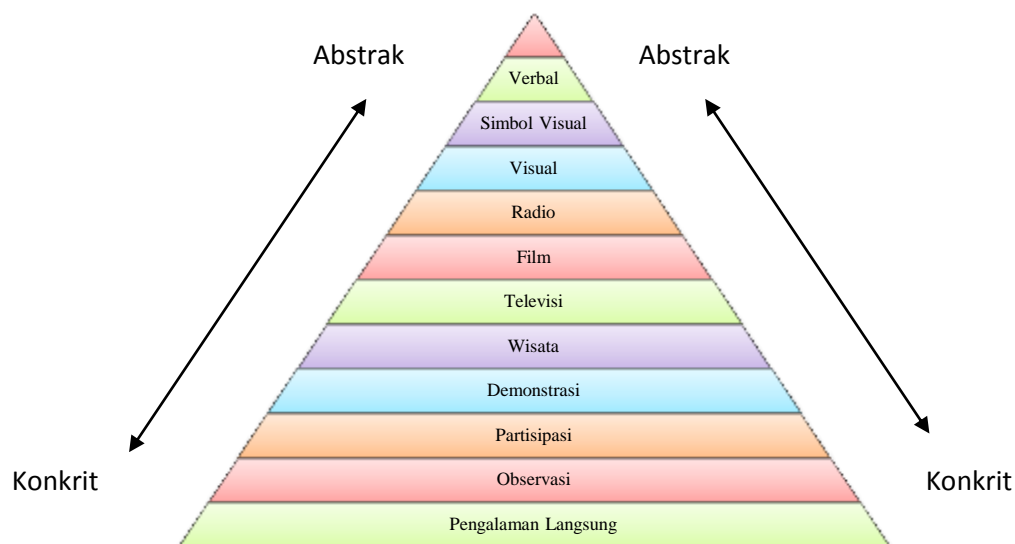 Abstrak
Abstrak
Verbal
Simbol Visual
Visual
Radio
Film
Televisi
Wisata
Demonstrasi
Partisipasi
Konkrit
Observasi
Konkrit
Pengalaman Langsung